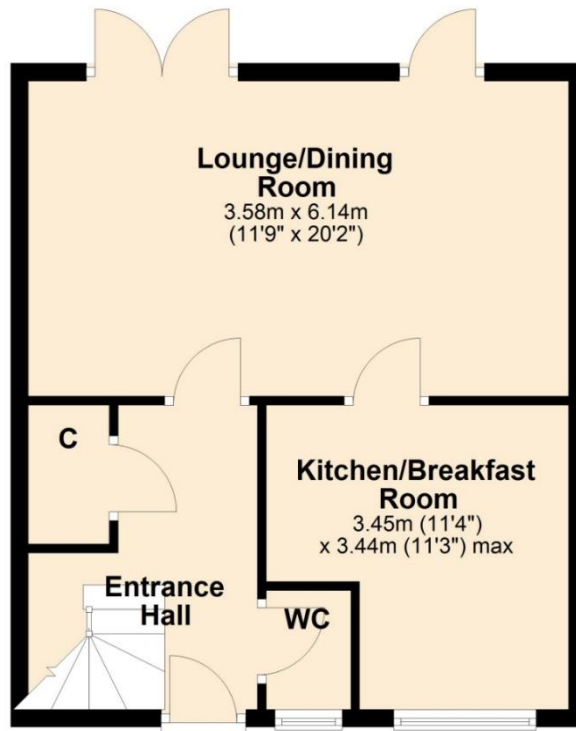 Lounge/Dining
Room
3.58m x 6.14m
(11'9" x 20'2")
C
Kitchen/Breakfast
Room
3.45m (11'4")
x 3.44m (11'3") max
Entrance
Hall
WC